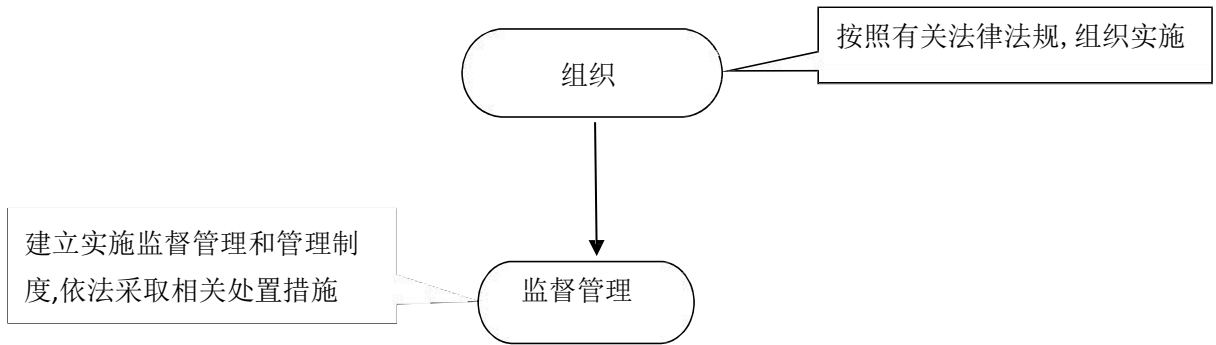 按照有关法律法规,组织实施
组织
建立实施监督管理和管理制
度,依法采取相关处置措施
监督管理